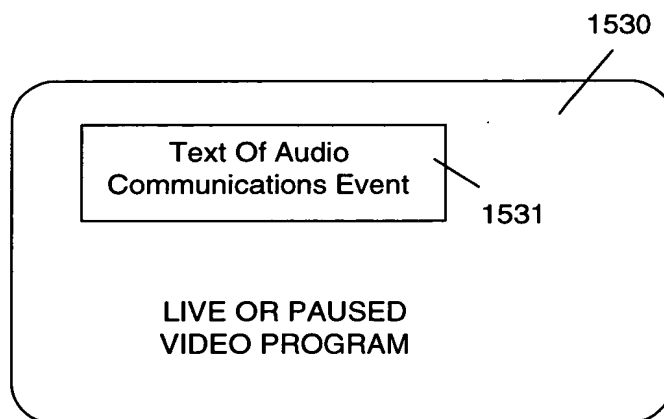 1530
Text Of Audio
Communications Event
1531
LIVE OR PAUSED
VIDEO PROGRAM